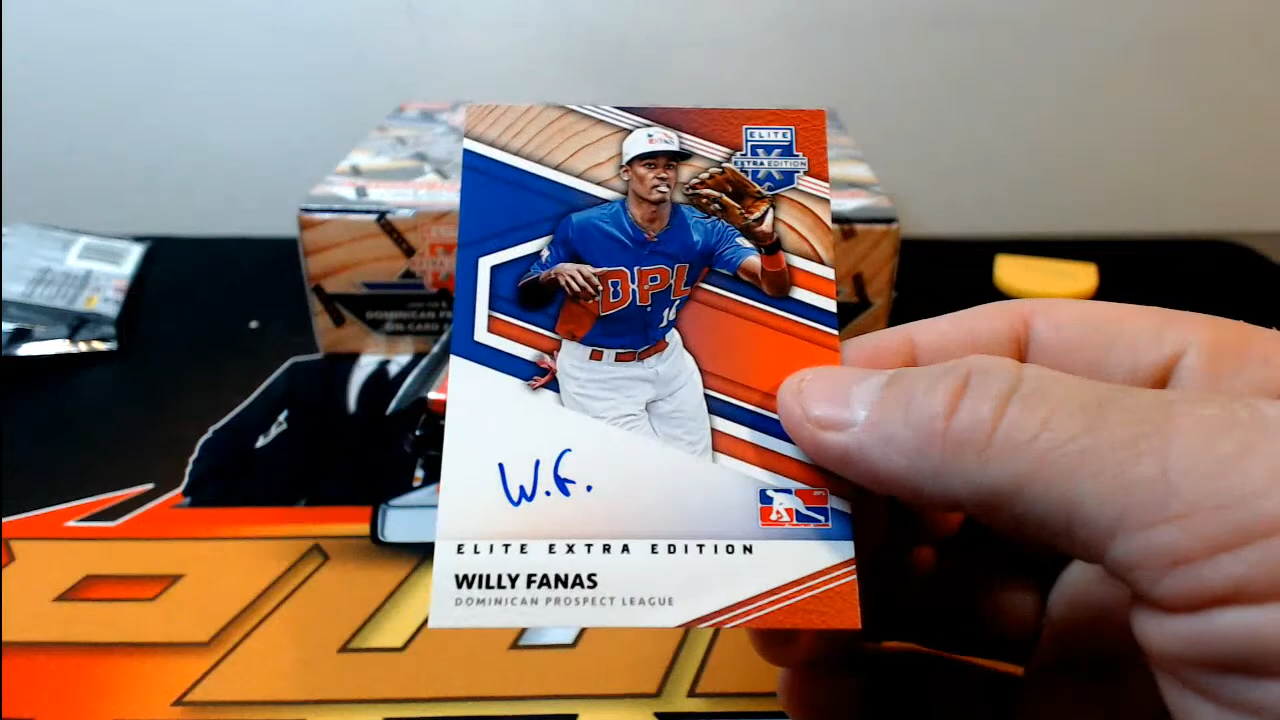 ELITE
X
EXTRA EDITION
DPL
W.F.
ELITE EXTRA EDITION
WILLY FANAS
DOMINICAN PROSPECT LEAGUE